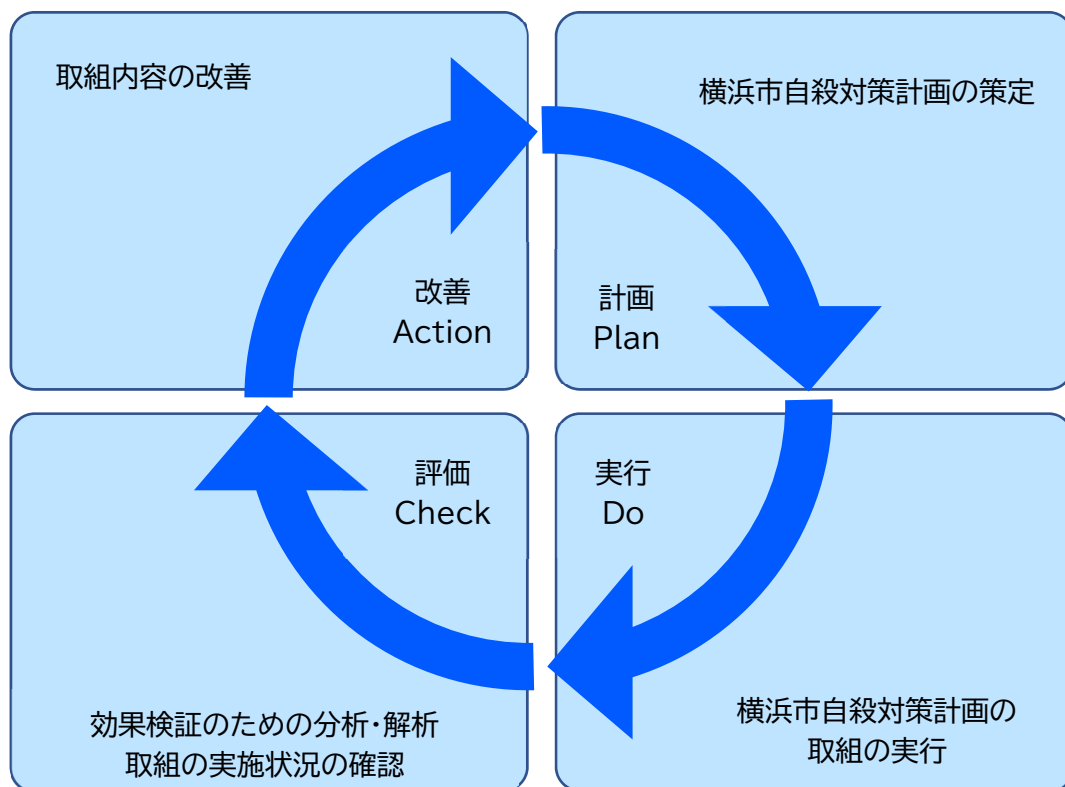 取組内容の改善
改善
Action
横浜市自殺対策計画の策定
計画
Plan
評価
Check
効果検証のための分析・解析
取組の実施状況の確認
実行
Do
横浜市自殺対策計画の
取組の実行